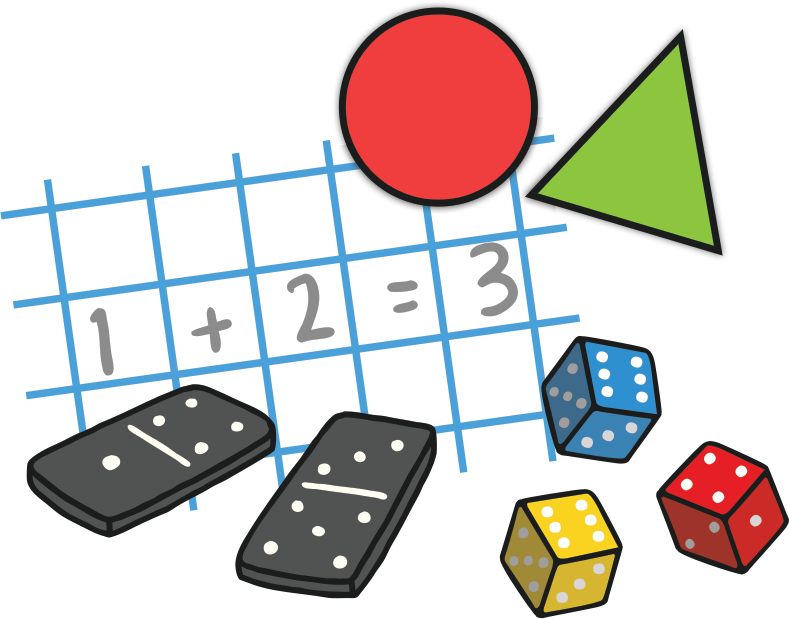 1 + 2 = 3